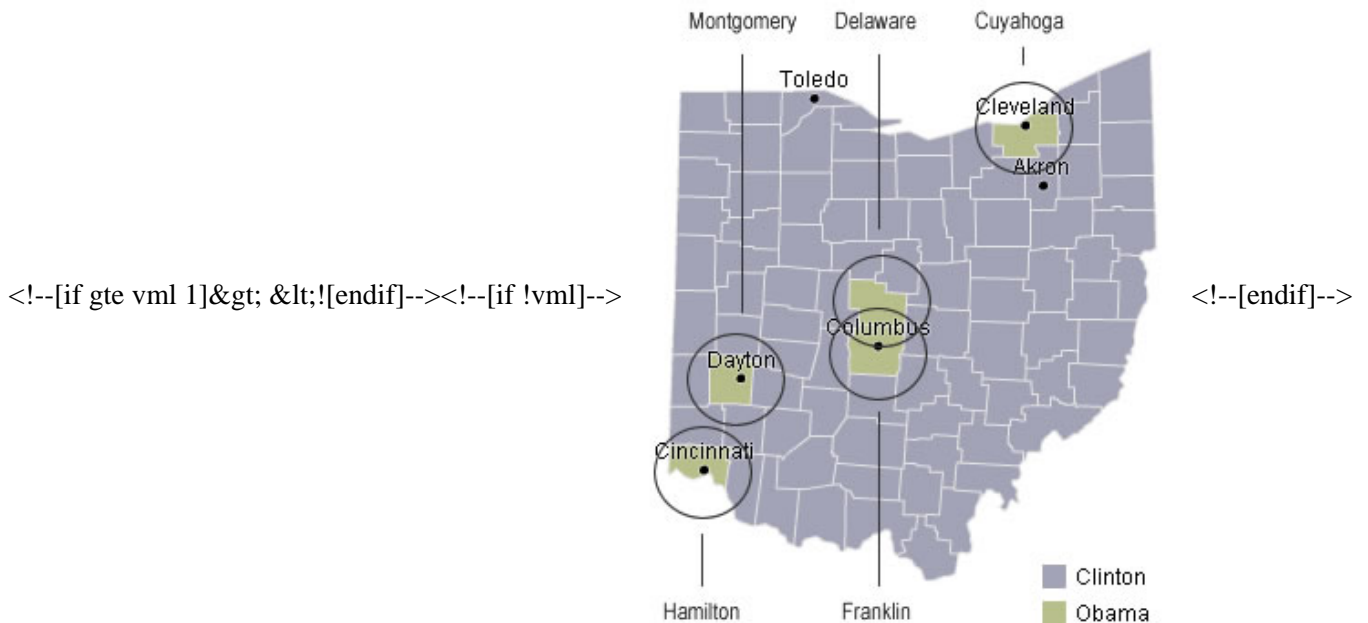 Montgomery Delaware Cuyahoga
Toledo
Cleveland
Akron
<!--[if gte vml 1]&gt; &lt;![endif]--><!--[if !vml]--> <!--[endif]-->
Columbus
Dayton
Cincinnati
Clinton
Obama
Hamilton Franklin